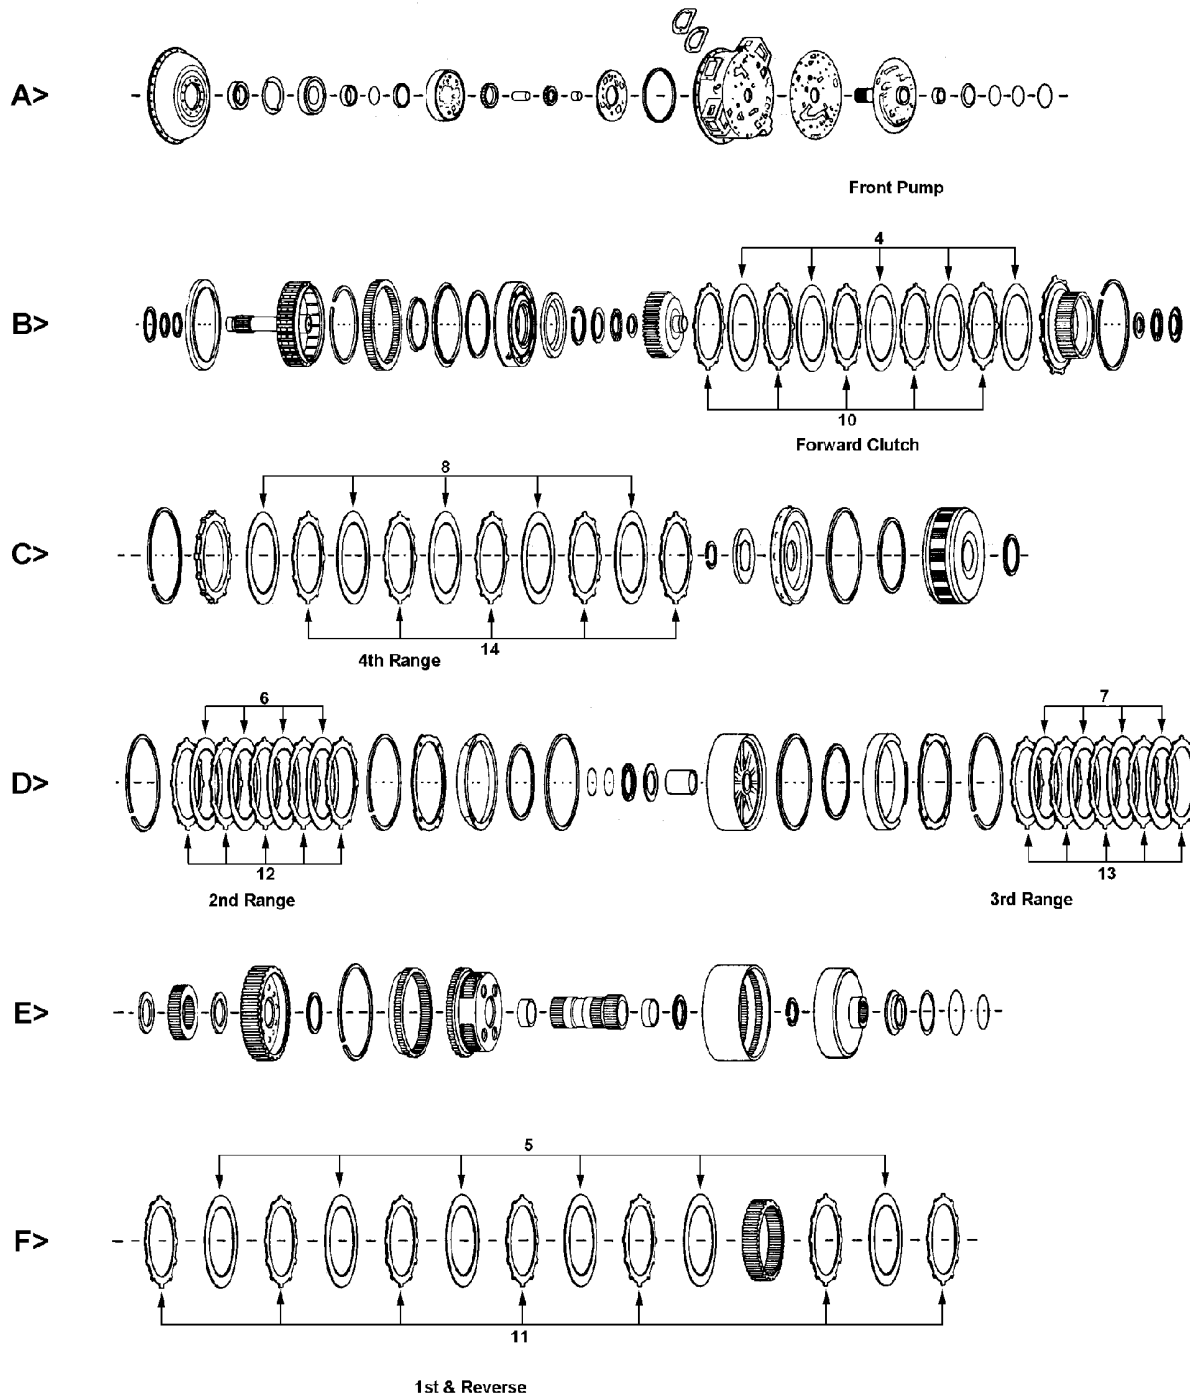 A>
Front Pump
4
B>
10
Forward Clutch
8
C>
14
4th Range
6
7
D>
12
13
2nd Range
3rd Range
E>
5
F>
11
1st & Reverse